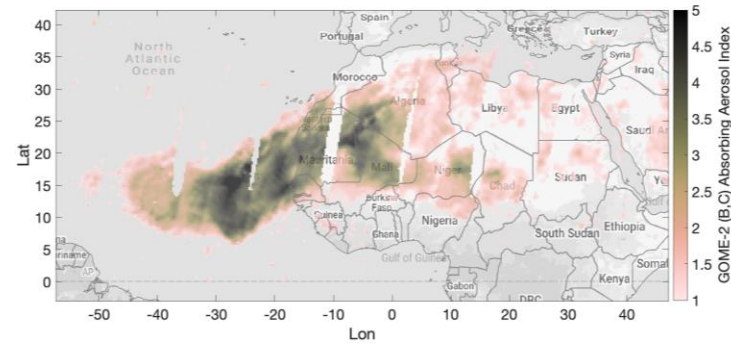 40
35
30
25
20
15
10
5
0
Lat
-50
-40
-30
-20
-10
0
10
20
30
40
Lon
5
4.5
4
3.5
3
2.5
2
1.5
1
GOME-2 (B,C) Absorbing Aerosol Index
North
Atlantic
Ocean
Spain
Portugal
Greece
Turkey
Syria
Iraq
Morocco
Algeria
Libya
Egypt
Saudi Ar
Mauritania
Mali
Niger
Chad
Sudan
Ye
Burkina
Faso
Guinea
Ghana
Nigeria
South Sudan
Ethiopia
Gulf of Guinea
Somal
Gabon
Kenya
DRC
uriname
AP